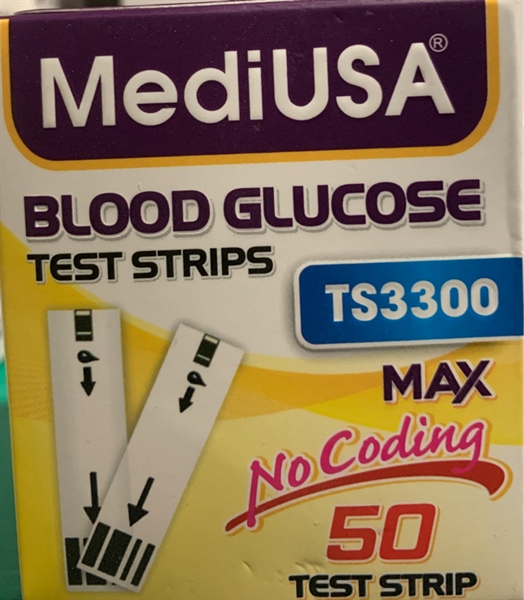 MediUSA®
BLOOD GLUCOSE
TEST STRIPS
TS3300
MAX
No Coding
50
TEST STRIP